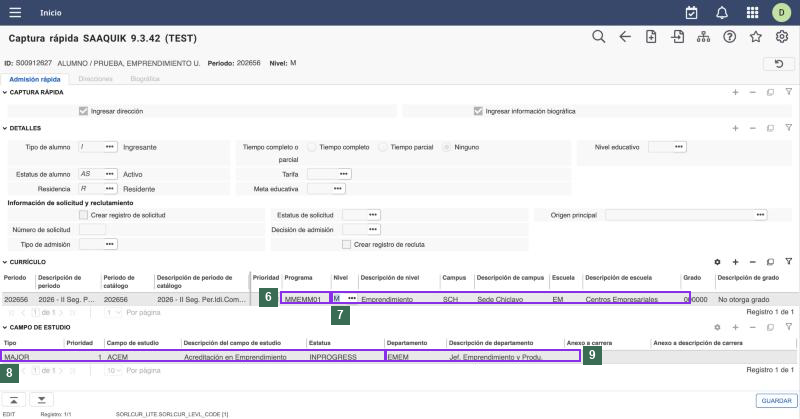 Inicio
D
Captura rápida SAAQUIK 9.3.42 (TEST)
ID: S00912627 ALUMNO / PRUEBA, EMPRENDIMIENTO U. Periodo: 202656 Nivel: M
Admisión rápida Direcciones Biográfica
CAPTURA RÁPIDA
Ingresar dirección Ingresar información biográfica
DETALLES
Tipo de alumno I Ingresante Tiempo completo o parcial Tiempo completo Tiempo parcial Ninguno Nivel educativo
Estatus de alumno AS Activo Tarifa
Residencia R Residente Meta educativa
Información de solicitud y reclutamiento
Crear registro de solicitud Estatus de solicitud Origen principal
Número de solicitud Decisión de admisión
Tipo de admisión Crear registro de recluta
CURRÍCULO
Periodo Descripción de periodo Periodo de catálogo Descripción de periodo de catálogo Prioridad Programa Nivel Descripción de nivel Campus Descripción de campus Escuela Descripción de escuela Grado Descripción de grado
202656 2026 - II Seg. P... 202656 2026 - II Seg. Per.Idi.Com... 6 MMEMM01 M Emprendimiento SCH Sede Chiclayo EM Centros Empresariales 000000 No otorga grado
1 de 1 1 Por página 7 Registro 1 de 1
CAMPO DE ESTUDIO
Tipo Prioridad Campo de estudio Descripción del campo de estudio Estatus Departamento Descripción de departamento Anexo a carrera Anexo a descripción de carrera
MAJOR 1 ACEM Acreditación en Emprendimiento INPROGRESS EMEM Jef. Emprendimiento y Produ. 9
8 1 de 1 10 Por página Registro 1 de 1
GUARDAR
EDIT Registro: 1/1 SORLCUR_LITE.SORLCUR_LEVL_CODE [1]